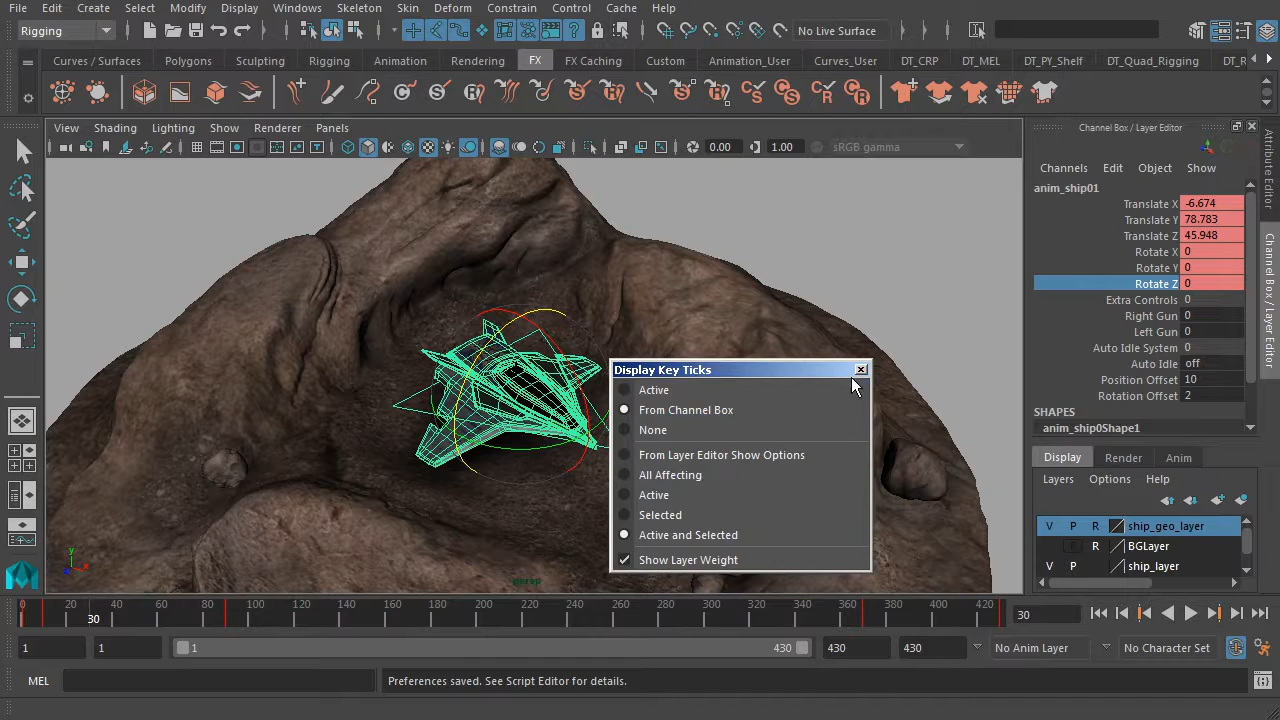 File Edit Create Select Modify Display Windows Skeleton Skin Deform Constrain Control Cache Help
Rigging No Live Surface
Curves / Surfaces Polygons Sculpting Rigging Animation Rendering FX FX Caching Custom Animation_User Curves_User DT_CRP DT_MEL DT_PY_Shelf DT_Quad_Rigging DT_R
View Shading Lighting Show Renderer Panels
0.00 1.00 sRGB gamma
Channel Box / Layer Editor
Channels Edit Object Show
anim_ship01
Translate X -6.674
Translate Y 78.783
Translate Z 45.948
Rotate X 0
Rotate Y 0
Rotate Z 0
Extra Controls 0
Right Gun 0
Left Gun 0
Auto Idle System 0
Auto Idle off
Position Offset 10
Rotation Offset 2
SHAPES
anim_ship0Shape1
Attribute Editor
Channel Box / Layer Editor
Display Key Ticks
Active
From Channel Box
None
From Layer Editor Show Options
All Affecting
Active
Selected
Active and Selected
Show Layer Weight
Display Render Anim
Layers Options Help
V P R ship_geo_layer
R BGLayer
V P ship_layer
y
x
z
persp
20 40 60 80 100 120 140 160 180 200 220 240 260 280 300 320 340 360 380 400 420
30
30
1 1 1 430 430 430 No Anim Layer No Character Set
MEL Preferences saved. See Script Editor for details.